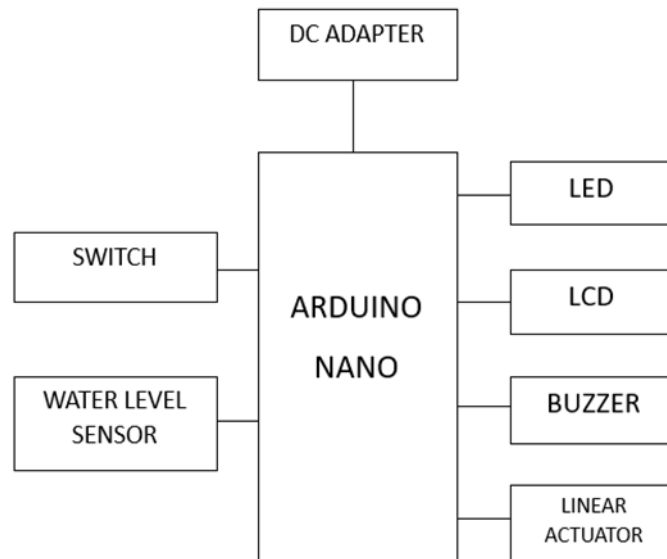 DC ADAPTER
SWITCH
WATER LEVEL
SENSOR
ARDUINO
NANO
LED
LCD
BUZZER
LINEAR
ACTUATOR